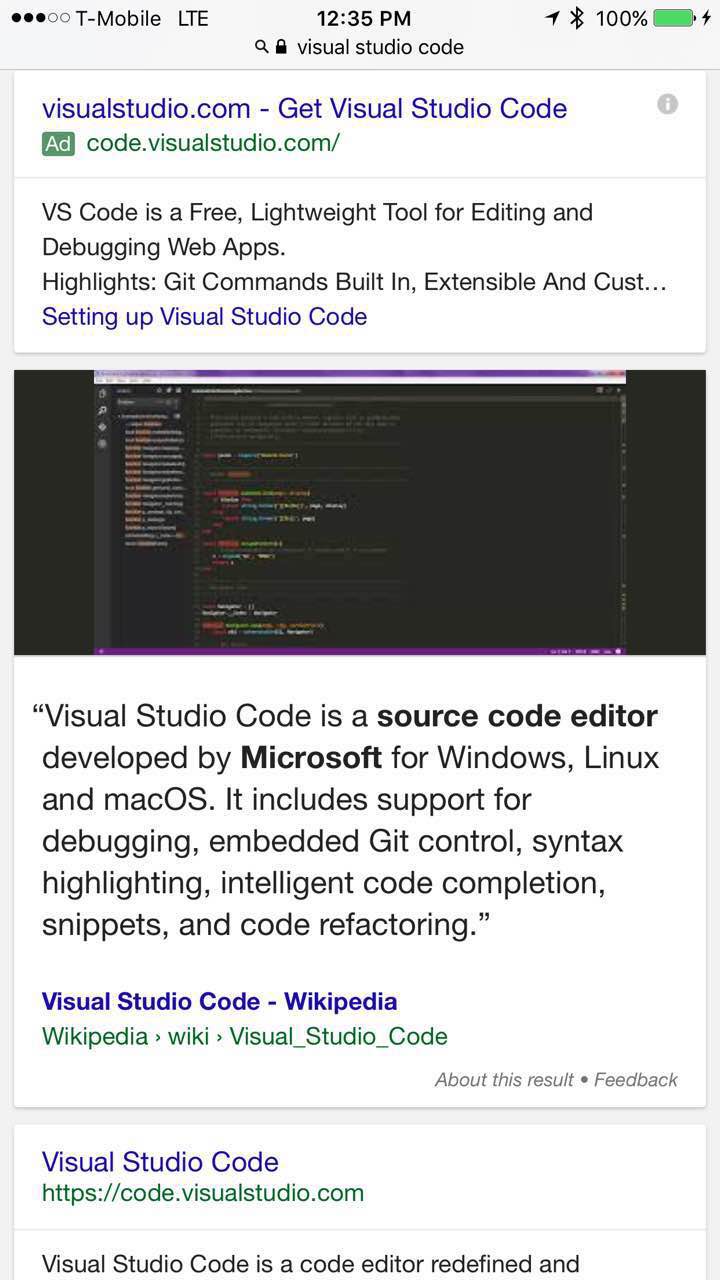 T-Mobile LTE 12:35 PM 100%
visual studio code
visualstudio.com - Get Visual Studio Code
Ad code.visualstudio.com/
VS Code is a Free, Lightweight Tool for Editing and
Debugging Web Apps.
Highlights: Git Commands Built In, Extensible And Cust...
Setting up Visual Studio Code
“Visual Studio Code is a source code editor
developed by Microsoft for Windows, Linux
and macOS. It includes support for
debugging, embedded Git control, syntax
highlighting, intelligent code completion,
snippets, and code refactoring.”
Visual Studio Code - Wikipedia
Wikipedia › wiki › Visual_Studio_Code
About this result • Feedback
Visual Studio Code
https://code.visualstudio.com
Visual Studio Code is a code editor redefined and